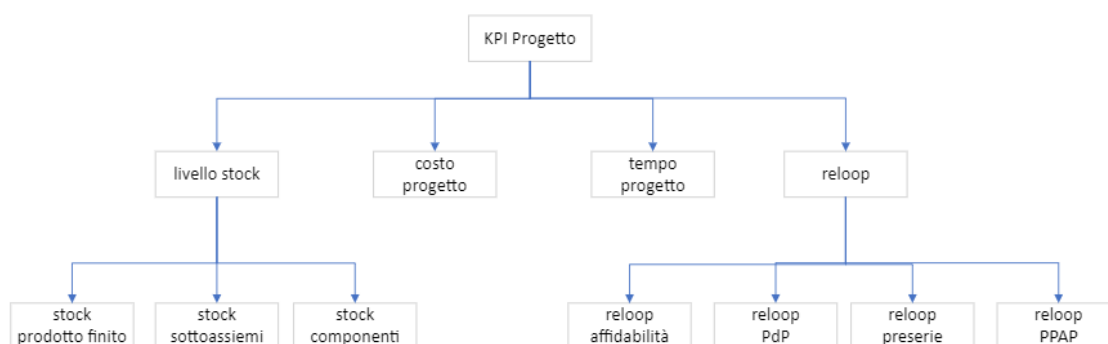 KPI Progetto
livello stock
costo
progetto
tempo
progetto
reloop
stock
prodotto finito
stock
sottoassiemi
stock
componenti
reloop
affidabilità
reloop
PdP
reloop
preserie
reloop
PPAP